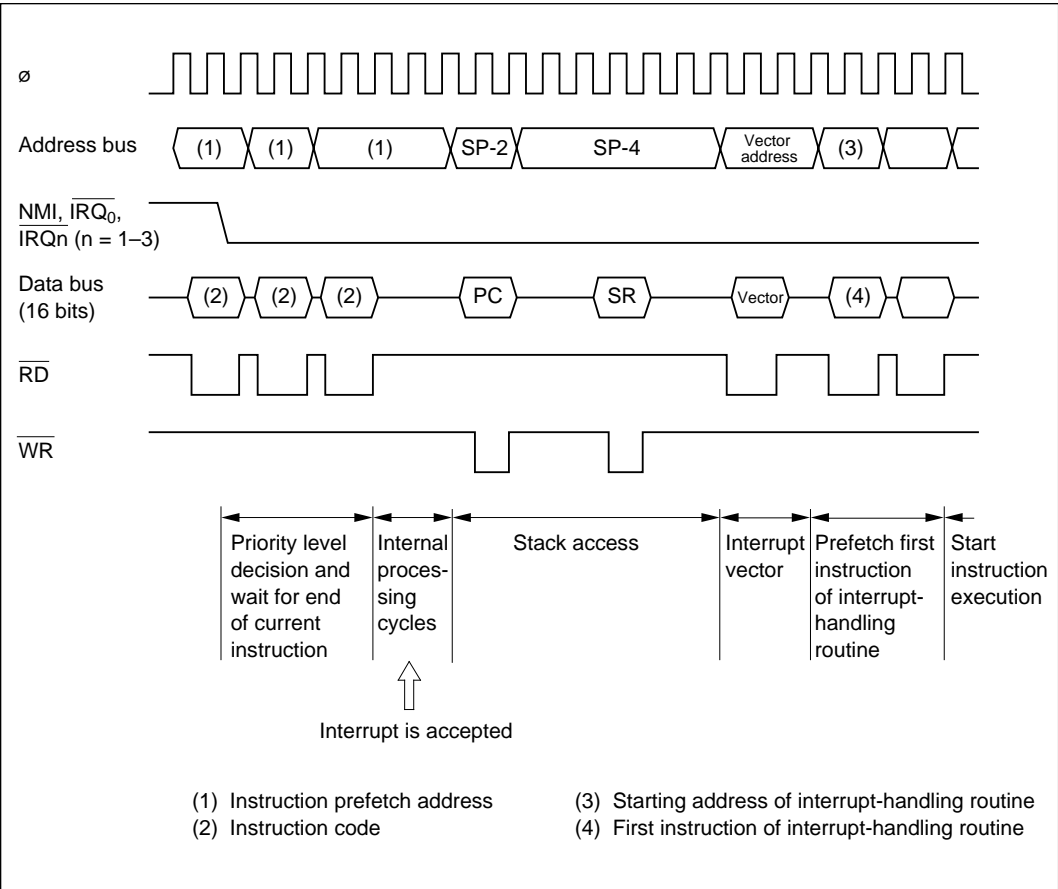 ø
Address bus
(1) (1) (1) SP-2 SP-4 Vector address (3)
NMI, IRQ0,
IRQn (n = 1–3)
Data bus
(16 bits)
(2) (2) (2) PC SR Vector (4)
RD
WR
Priority level
decision and
wait for end
of current
instruction
Internal
proces-
sing
cycles
Stack access
Interrupt
vector
Prefetch first
instruction
of interrupt-
handling
routine
Start
instruction
execution
Interrupt is accepted
(1) Instruction prefetch address
(2) Instruction code
(3) Starting address of interrupt-handling routine
(4) First instruction of interrupt-handling routine